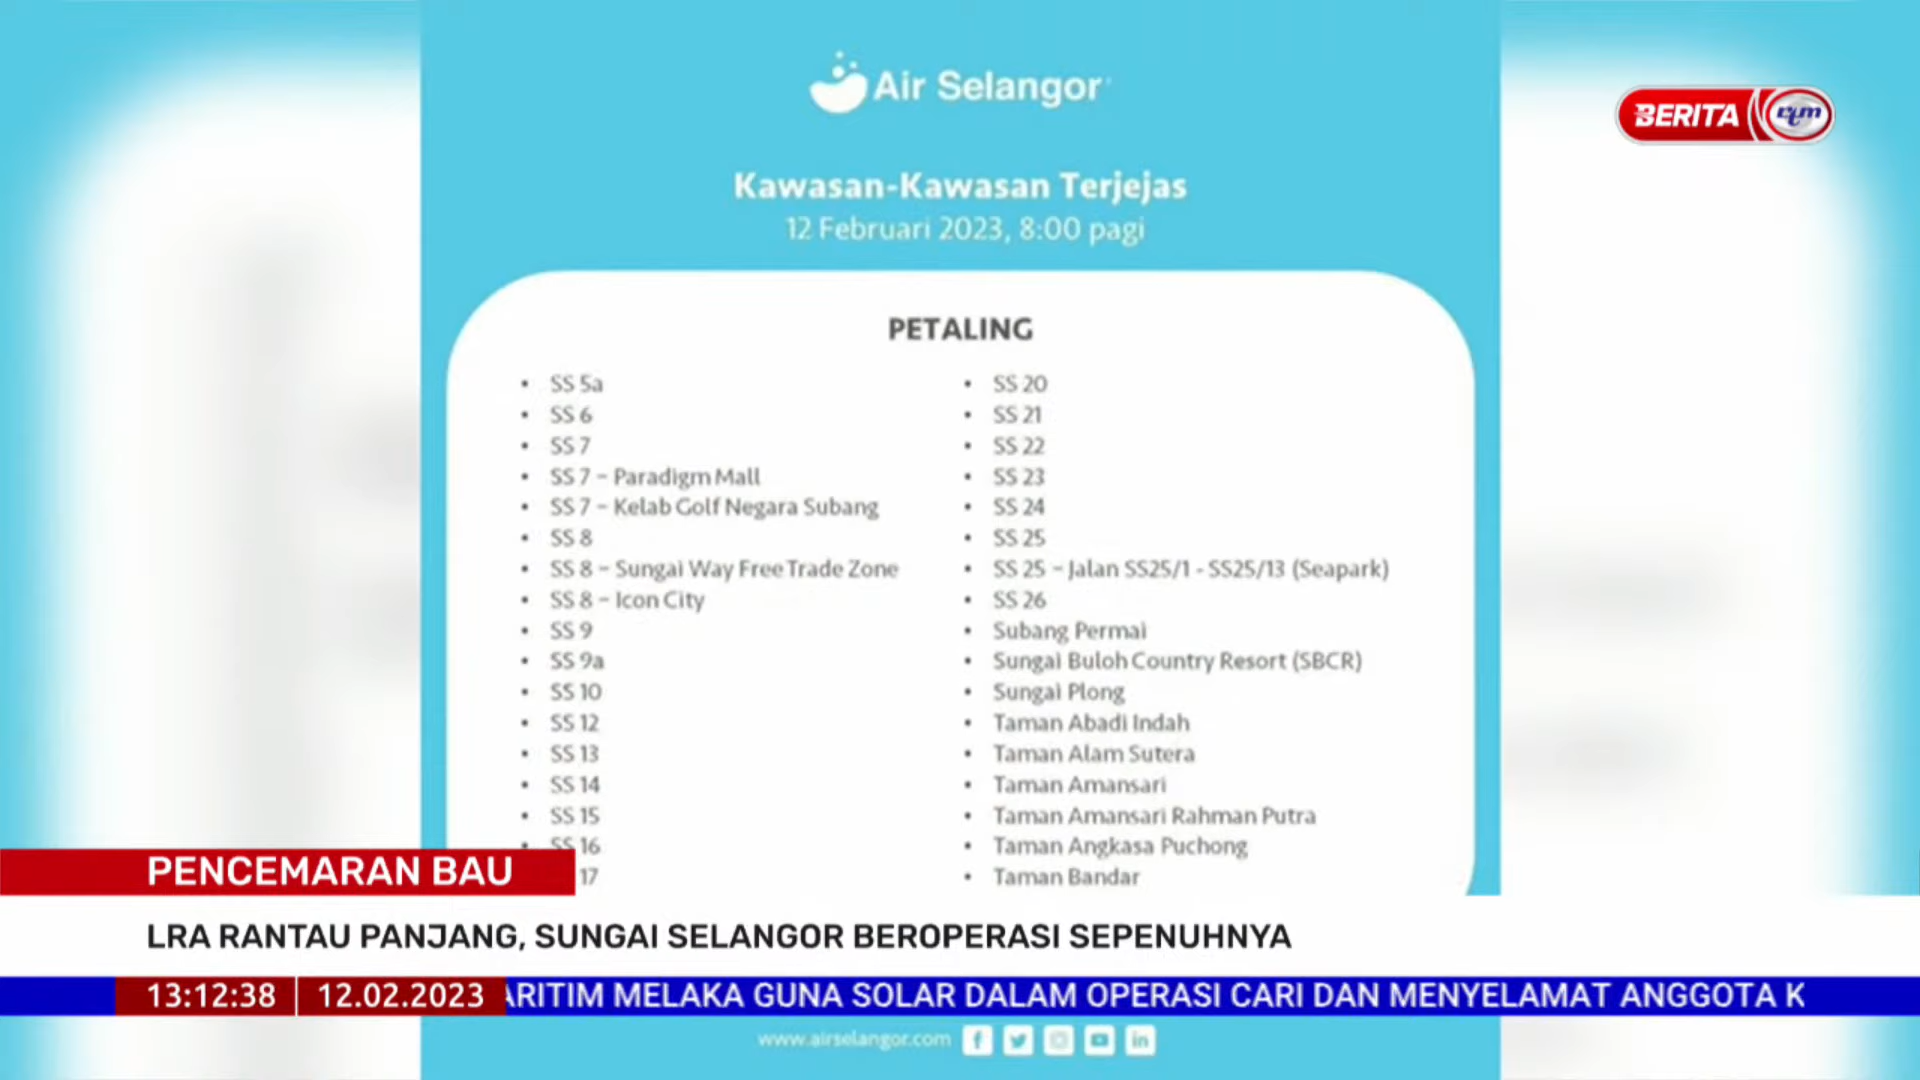 Air Selangor
BERITA rtm
Kawasan-Kawasan Terjejas
12 Februari 2023, 8:00 pagi
PETALING
• SS 5a
• SS 6
• SS 7
• SS 7 – Paradigm Mall
• SS 7 – Kelab Golf Negara Subang
• SS 8
• SS 8 – Sungai Way Free Trade Zone
• SS 8 – Icon City
• SS 9
• SS 9a
• SS 10
• SS 12
• SS 13
• SS 14
• SS 15
• SS 16
17
• SS 20
• SS 21
• SS 22
• SS 23
• SS 24
• SS 25
• SS 25 – Jalan SS25/1 - SS25/13 (Seapark)
• SS 26
• Subang Permai
• Sungai Buloh Country Resort (SBCR)
• Sungai Plong
• Taman Abadi Indah
• Taman Alam Sutera
• Taman Amansari
• Taman Amansari Rahman Putra
• Taman Angkasa Puchong
• Taman Bandar
PENCEMARAN BAU
LRA RANTAU PANJANG, SUNGAI SELANGOR BEROPERASI SEPENUHNYA
13:12:38 12.02.2023 ARITIM MELAKA GUNA SOLAR DALAM OPERASI CARI DAN MENYELAMAT ANGGOTA K
www.airselangor.com